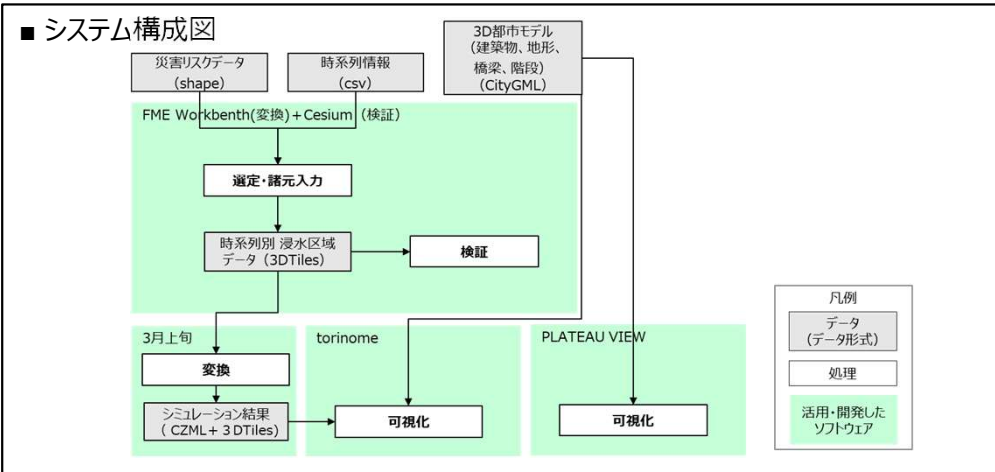 ■ システム構成図
災害リスクデータ
（shape）
時系列情報
（csv）
3D都市モデル
（建築物、地形、
橋梁、階段）
（CityGML）
FME Workbenth(変換)＋Cesium（検証）
選定・諸元入力
時系列別 浸水区域
データ（3DTiles）
検証
3月上旬
変換
シミュレーション結果
（ CZML＋ 3DTiles）
torinome
可視化
PLATEAU VIEW
可視化
凡例
データ
（データ形式）
処理
活用・開発した
ソフトウェア